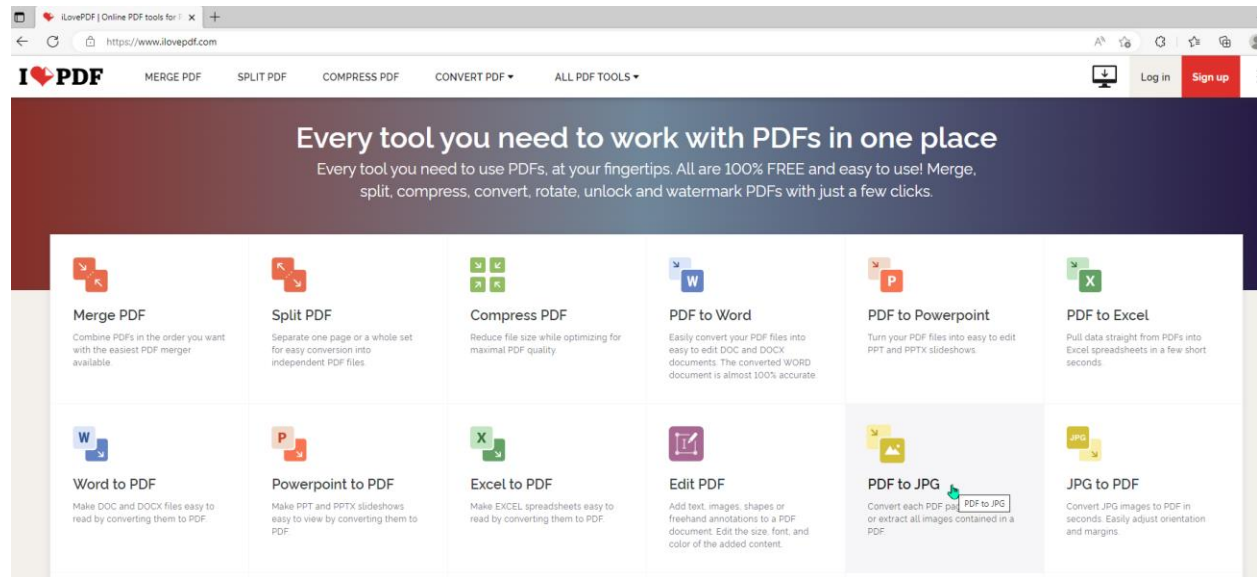 iLovePDF | Online PDF tools for
https://www.ilovepdf.com
I PDF MERGE PDF SPLIT PDF COMPRESS PDF CONVERT PDF ALL PDF TOOLS Log in Sign up
Every tool you need to work with PDFs in one place
Every tool you need to use PDFs, at your fingertips. All are 100% FREE and easy to use! Merge,
split, compress, convert, rotate, unlock and watermark PDFs with just a few clicks.
W
P
X
Merge PDF
Combine PDFs in the order you want
with the easiest PDF merger
available.
Split PDF
Separate one page or a whole set
for easy conversion into
independent PDF files.
Compress PDF
Reduce file size while optimizing for
maximal PDF quality.
PDF to Word
Easily convert your PDF files into
easy to edit DOC and DOCX
documents. The converted WORD
document is almost 100% accurate.
PDF to Powerpoint
Turn your PDF files into easy to edit
PPT and PPTX slideshows.
PDF to Excel
Pull data straight from PDFs into
Excel spreadsheets in a few short
seconds.
W
P
X
JPG
Word to PDF
Make DOC and DOCX files easy to
read by converting them to PDF.
Powerpoint to PDF
Make PPT and PPTX slideshows
easy to view by converting them to
PDF.
Excel to PDF
Make EXCEL spreadsheets easy to
read by converting them to PDF.
Edit PDF
Add text, images, shapes or
freehand annotations to a PDF
document. Edit the size, font, and
color of the added content.
PDF to JPG
Convert each PDF
PDF to JPG
or extract all images contained in a
PDF.
JPG to PDF
Convert JPG images to PDF in
seconds. Easily adjust orientation
and margins.